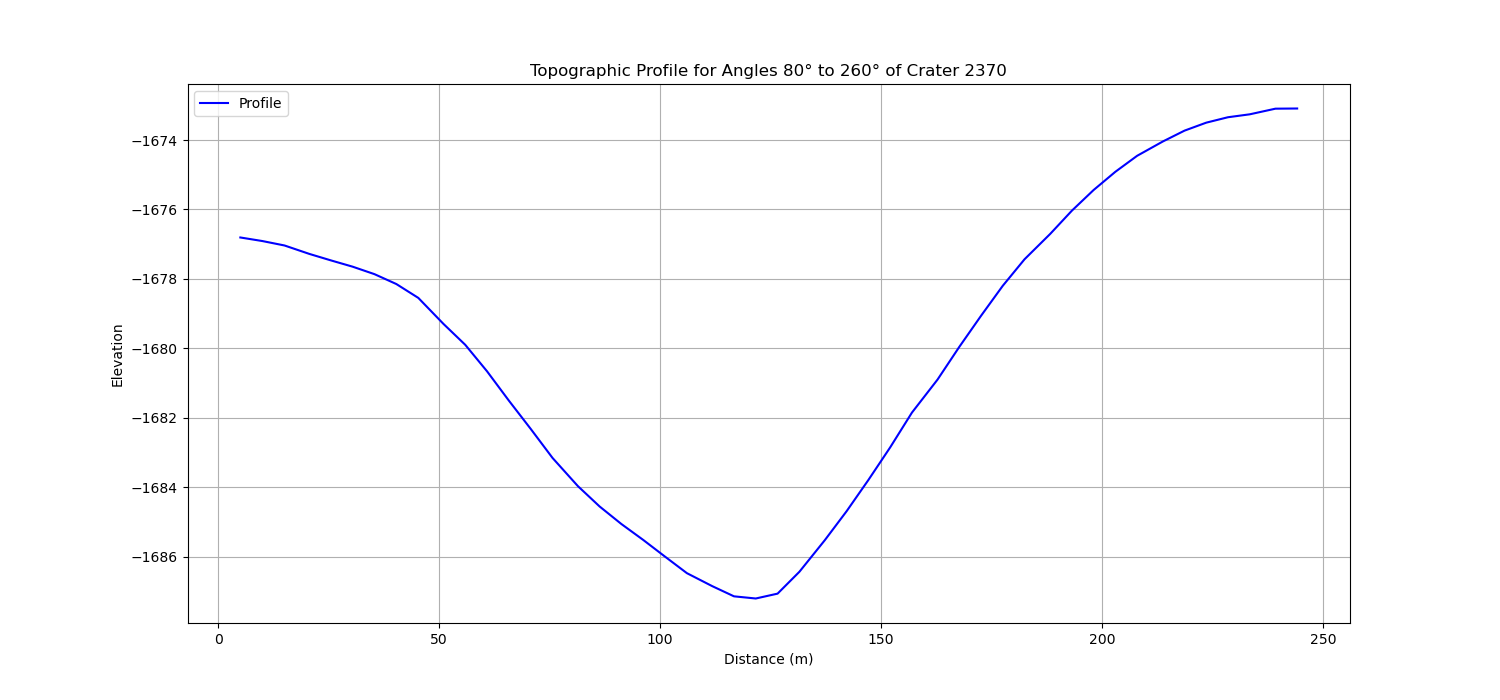 Topographic Profile for Angles 80° to 260° of Crater 2370
Profile
−1674
−1676
−1678
−1680
−1682
−1684
−1686
Elevation
0 50 100 150 200 250
Distance (m)